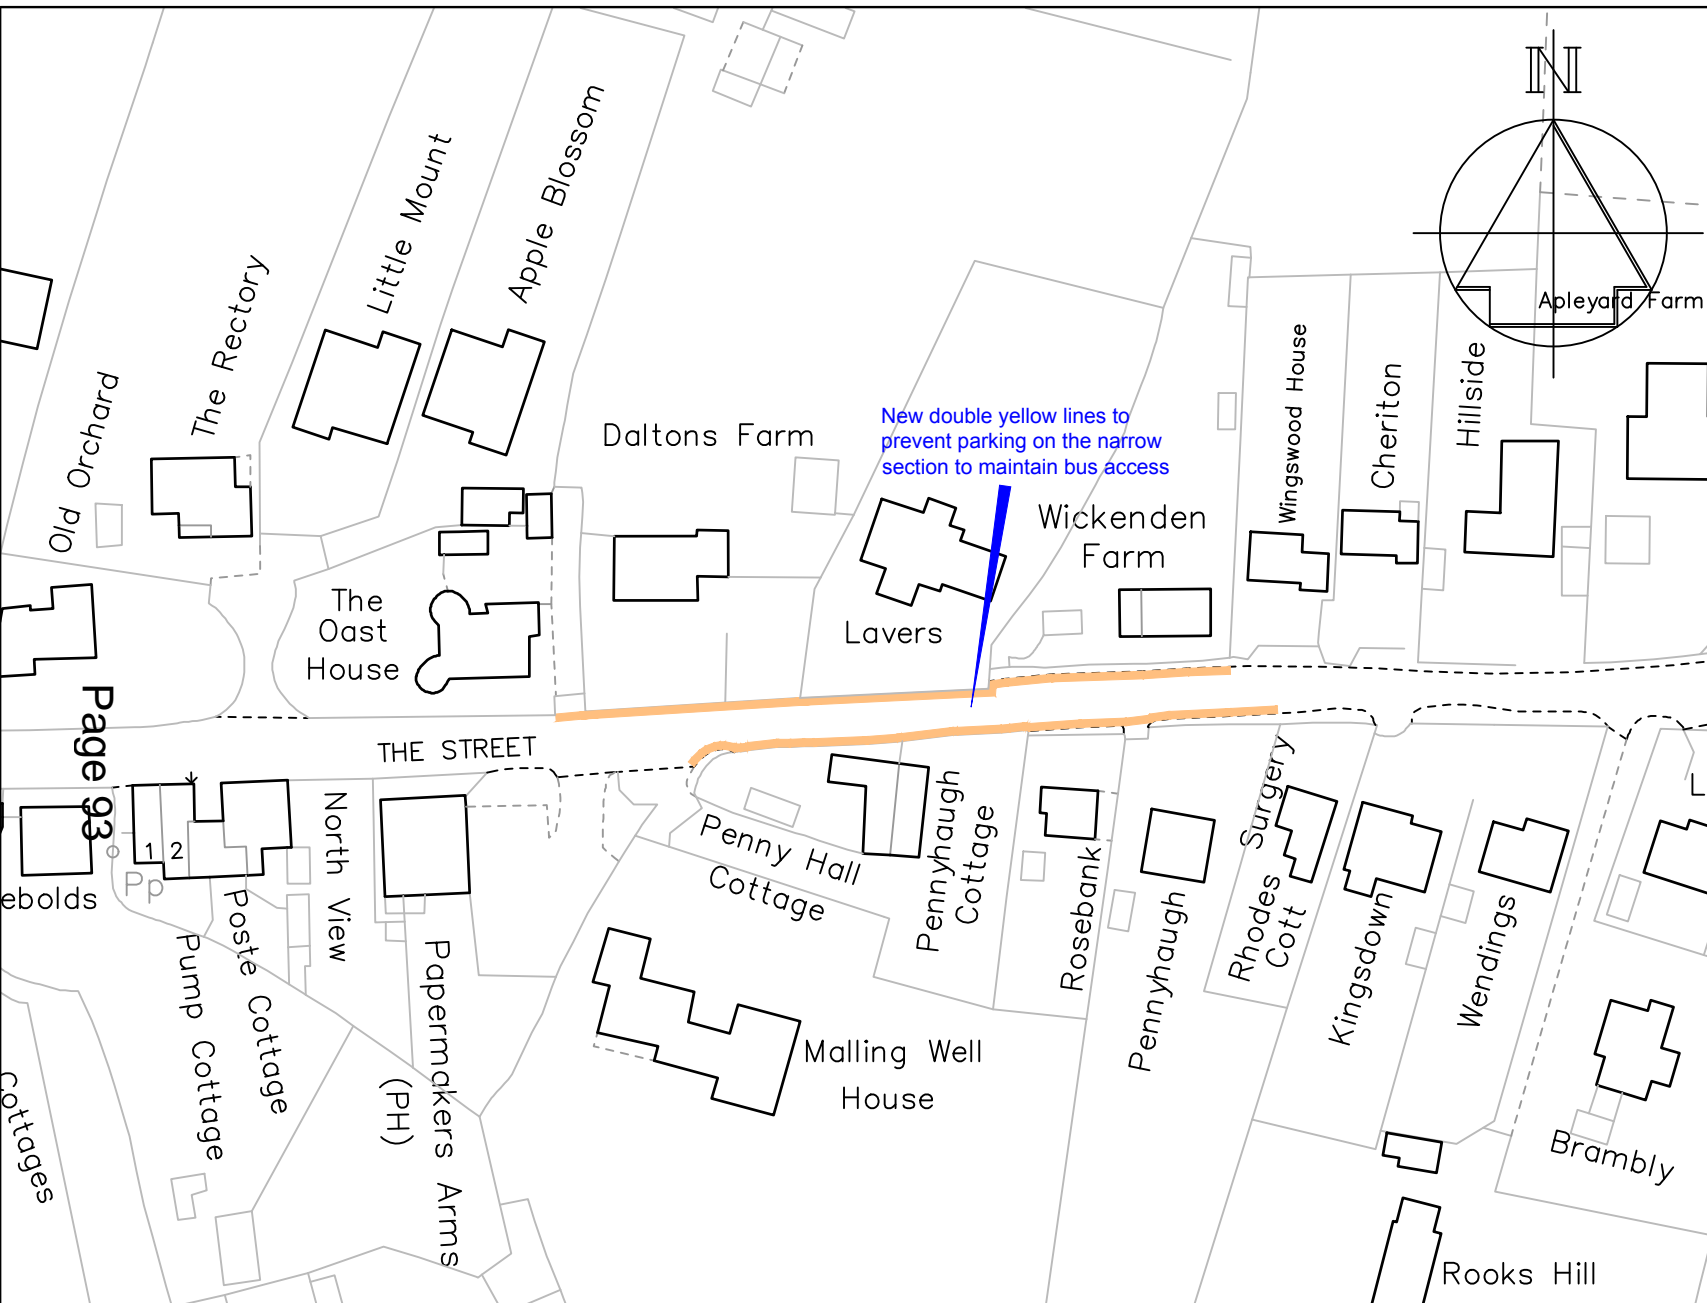 N
Apleyard Farm
Little Mount
Apple Blossom
The Rectory
Old Orchard
Daltons Farm
New double yellow lines to
prevent parking on the narrow
section to maintain bus access
Wickenden
Farm
Wingswood House
Cheriton
Hillside
The
Oast
House
Lavers
THE STREET
Page 93
1 2
Pp
ebolds
North View
Poste Cottage
Pump Cottage
Cottages
Papermakers Arms
(PH)
Penny Hall
Cottage
Pennyhaugh
Cottage
Rosebank
Pennyhaugh
Surgery
Rhodes
Cott
Kingsdown
Wendings
L
Malling Well
House
Brambly
Rooks Hill